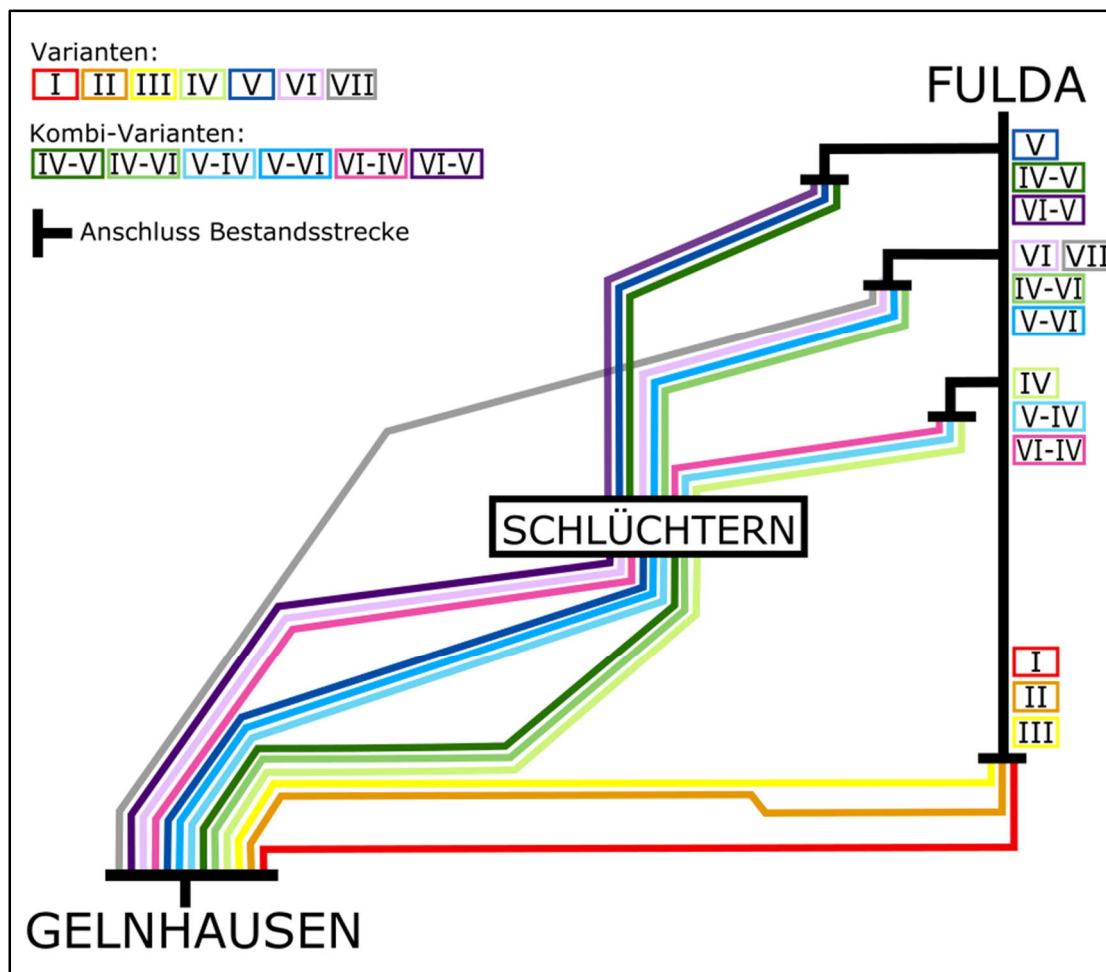 Varianten:
I II III IV V VI VII
Kombi-Varianten:
IV-V IV-VI V-IV V-VI VI-IV VI-V
Anschluss Bestandsstrecke
FULDA
V
IV-V
VI-V
VI VII
IV-VI
V-VI
IV
V-IV
VI-IV
SCHLÜCHTERN
I
II
III
GELNHAUSEN